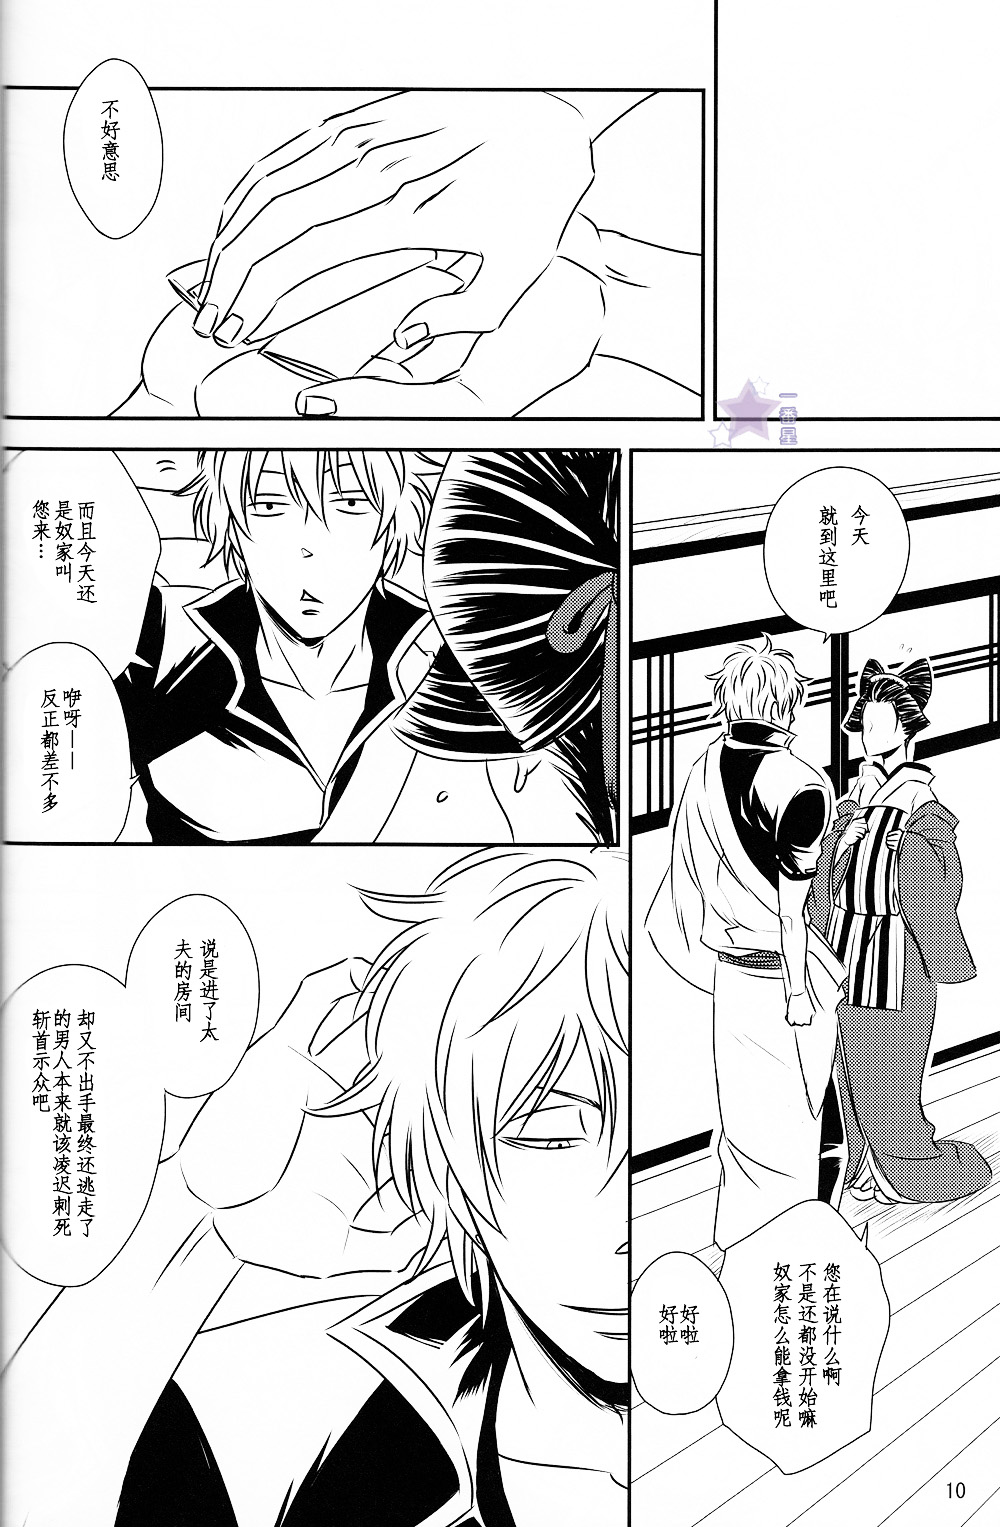 不好意思
一番星
今天
就到这里吧
您在说什么啊
不是还都没开始嘛
奴家怎么能拿钱呢
好啦
好啦
而且今天还
是奴家叫
您来…
咿呀——
反正都差不多
说是进了太
夫的房间
却又不出手最终还逃走了
的男人本来就该凌迟刺死
斩首示众吧
10